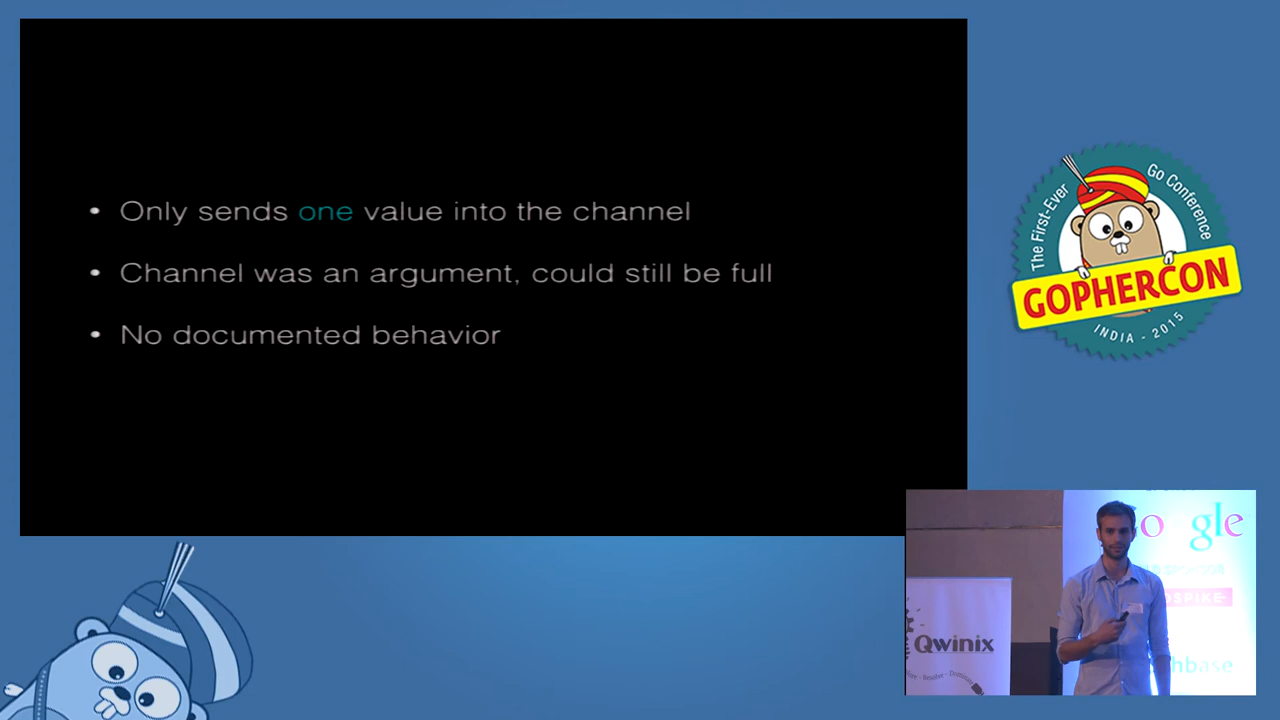 • Only sends one value into the channel
• Channel was an argument, could still be full
• No documented behavior
The First-Ever Go Conference
GOPHERCON
INDIA - 2015
Google
Qwinix